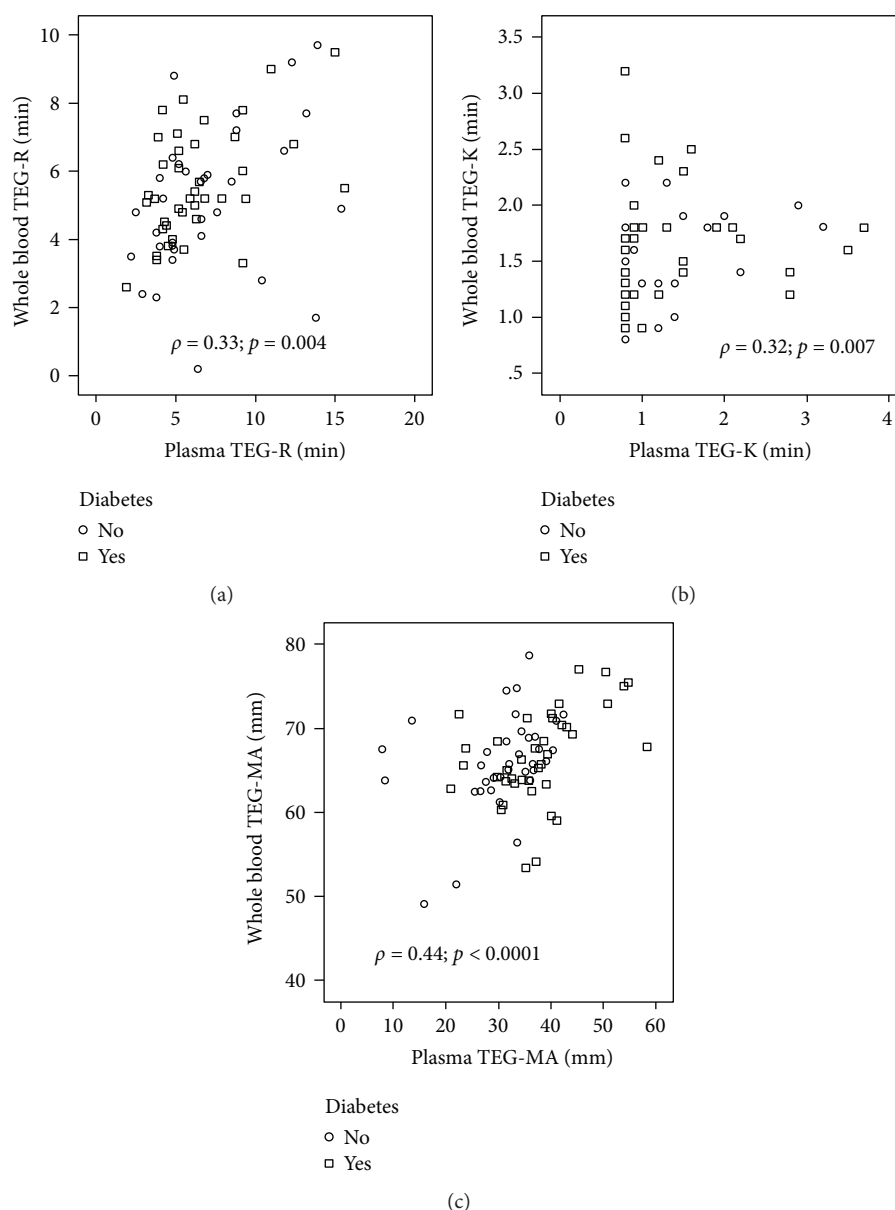 10
8
6
4
2
0
Whole blood TEG-R (min)
ρ = 0.33; p = 0.004
0 5 10 15 20
Plasma TEG-R (min)
Diabetes
No
Yes
(a)
3.5
3.0
2.5
2.0
1.5
1.0
.5
Whole blood TEG-K (min)
ρ = 0.32; p = 0.007
0 1 2 3 4
Plasma TEG-K (min)
Diabetes
No
Yes
(b)
80
70
60
50
40
Whole blood TEG-MA (mm)
ρ = 0.44; p < 0.0001
0 10 20 30 40 50 60
Plasma TEG-MA (mm)
Diabetes
No
Yes
(c)